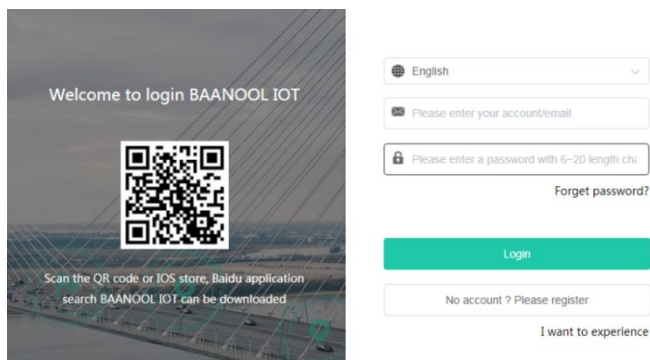 Welcome to login BAANOOL IOT
Scan the QR code or IOS store, Baidu application
search BAANOOL IOT can be downloaded
English
Please enter your account/email
Please enter a password with 6~20 length cha
Forget password?
Login
No account ? Please register
I want to experience